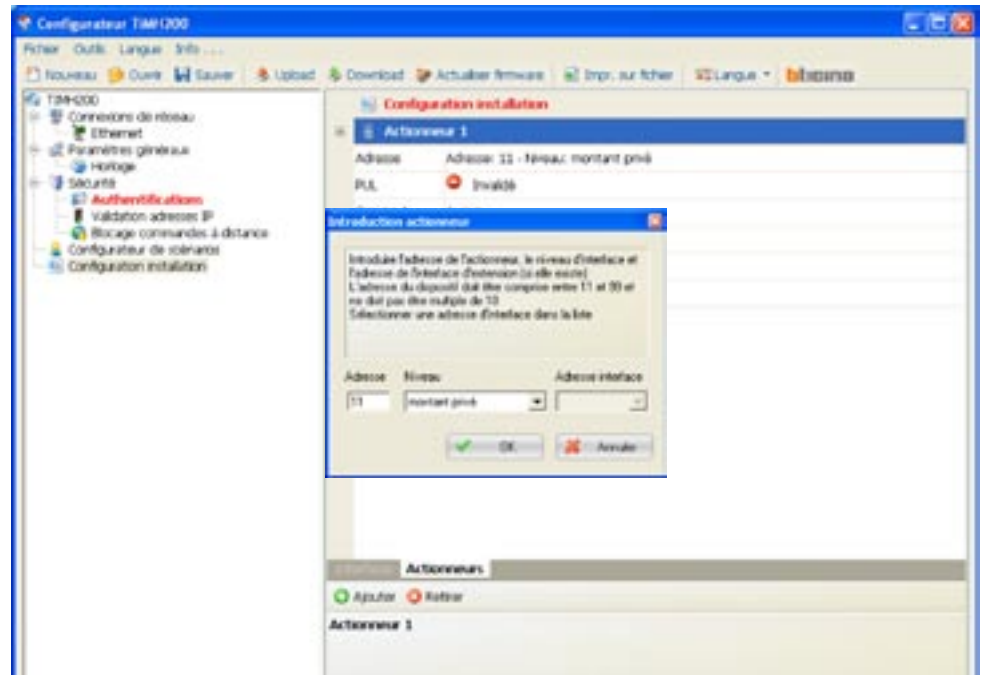 Configurateur TiMH200
Fichier Outils Langue Info ...
Nouveau Ouvrir Sauver Upload Download Actualiser firmware Impr. sur fichier Langue bticino
TiMH200
Connexions de réseau
Ethernet
Paramètres généraux
Horloge
Sécurité
Authentifications
Validation adresses IP
Blocage commandes à distance
Configurateur de scénarios
Configuration installation
Configuration installation
Actionneur 1
Adresse Adresse: 11 - Niveau: montant privé
PUL Invalidé
Introduction actionneur
Introduire l'adresse de l'actionneur, le niveau d'interface et
l'adresse de l'interface d'extension (si elle existe)
L'adresse du dispositif doit être comprise entre 11 et 99 et
ne doit pas être multiple de 10
Sélectionner une adresse d'interface dans la liste
Adresse Niveau Adresse interface
11 montant privé
OK Annuler
Actionneurs
Ajouter Retirer
Actionneur 1